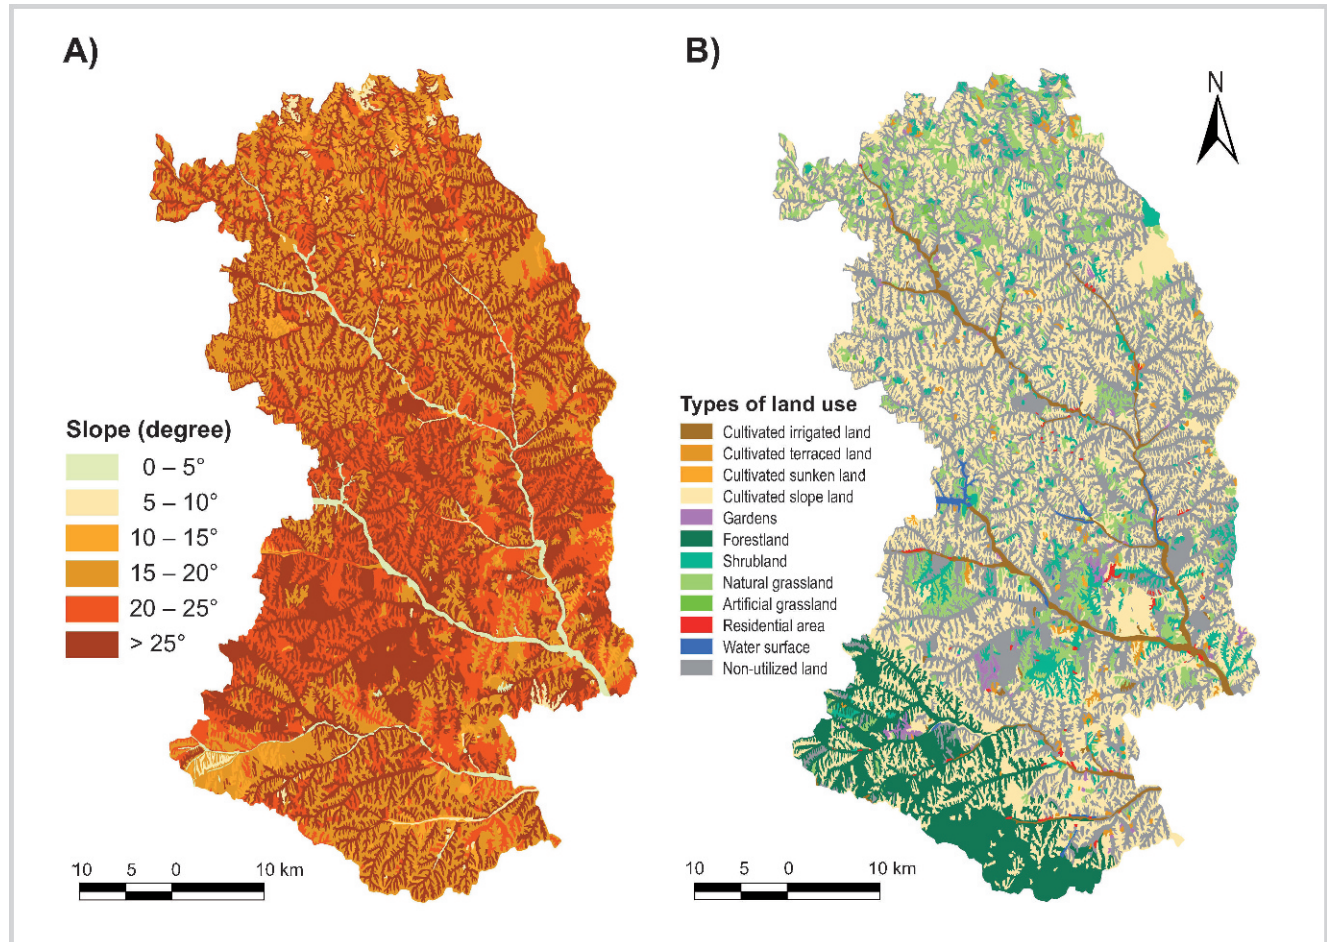 A)
B)
N
Slope (degree)
0 – 5°
5 – 10°
10 – 15°
15 – 20°
20 – 25°
> 25°
Types of land use
Cultivated irrigated land
Cultivated terraced land
Cultivated sunken land
Cultivated slope land
Gardens
Forestland
Shrubland
Natural grassland
Artificial grassland
Residential area
Water surface
Non-utilized land
10 5 0 10 km
10 5 0 10 km